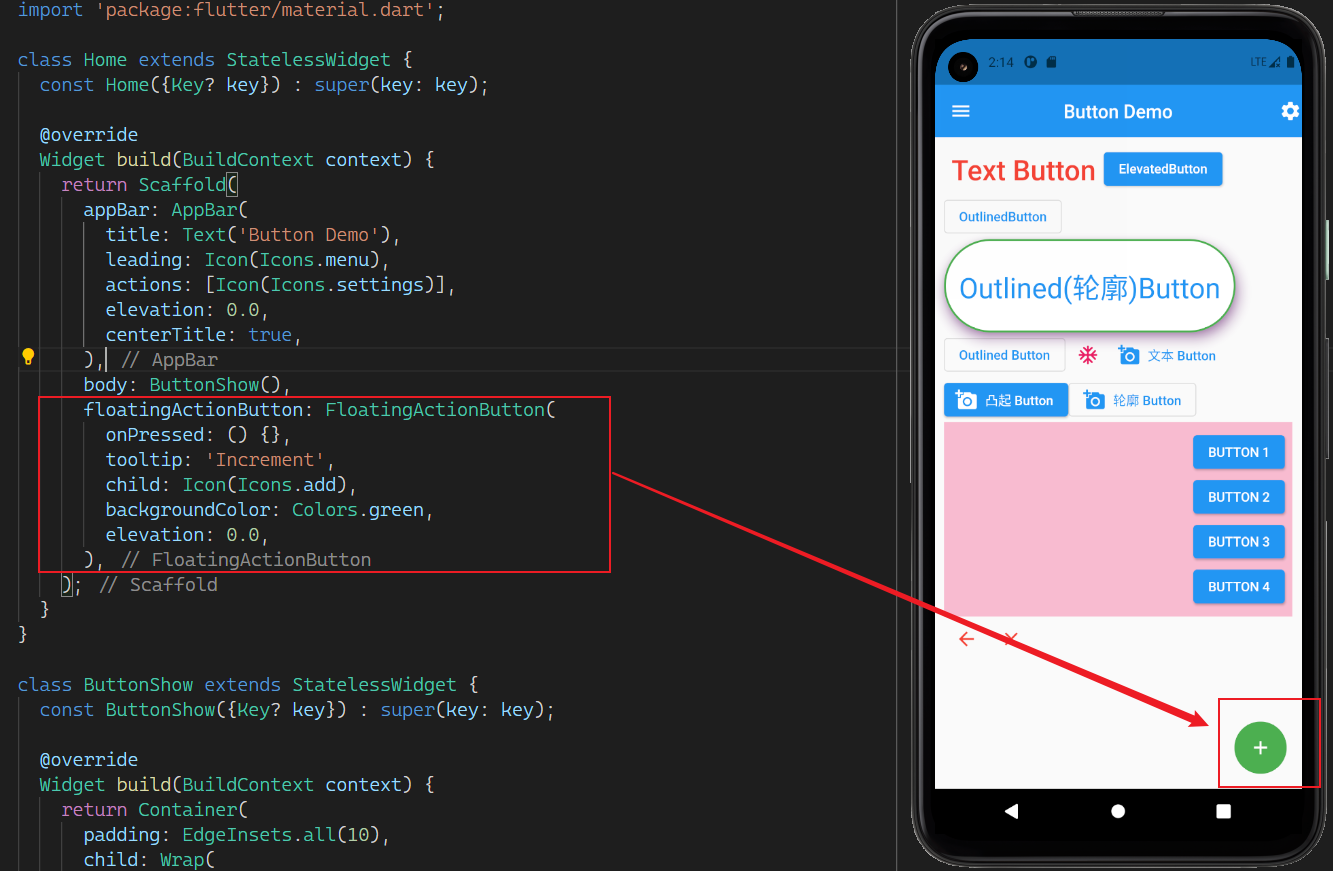 import 'package:flutter/material.dart';
class Home extends StatelessWidget {
const Home({Key? key}) : super(key: key);
@override
Widget build(BuildContext context) {
return Scaffold(
appBar: AppBar(
title: Text('Button Demo'),
leading: Icon(Icons.menu),
actions: [Icon(Icons.settings)],
elevation: 0.0,
centerTitle: true,
), // AppBar
body: ButtonShow(),
floatingActionButton: FloatingActionButton(
onPressed: () {},
tooltip: 'Increment',
child: Icon(Icons.add),
backgroundColor: Colors.green,
elevation: 0.0,
), // FloatingActionButton
); // Scaffold
}
}
class ButtonShow extends StatelessWidget {
const ButtonShow({Key? key}) : super(key: key);
@override
Widget build(BuildContext context) {
return Container(
padding: EdgeInsets.all(10),
child: Wrap(
2:14 LTE
Button Demo
Text Button ElevatedButton
OutlinedButton
Outlined(轮廓)Button
Outlined Button 文本 Button
凸起 Button 轮廓 Button
BUTTON 1
BUTTON 2
BUTTON 3
BUTTON 4